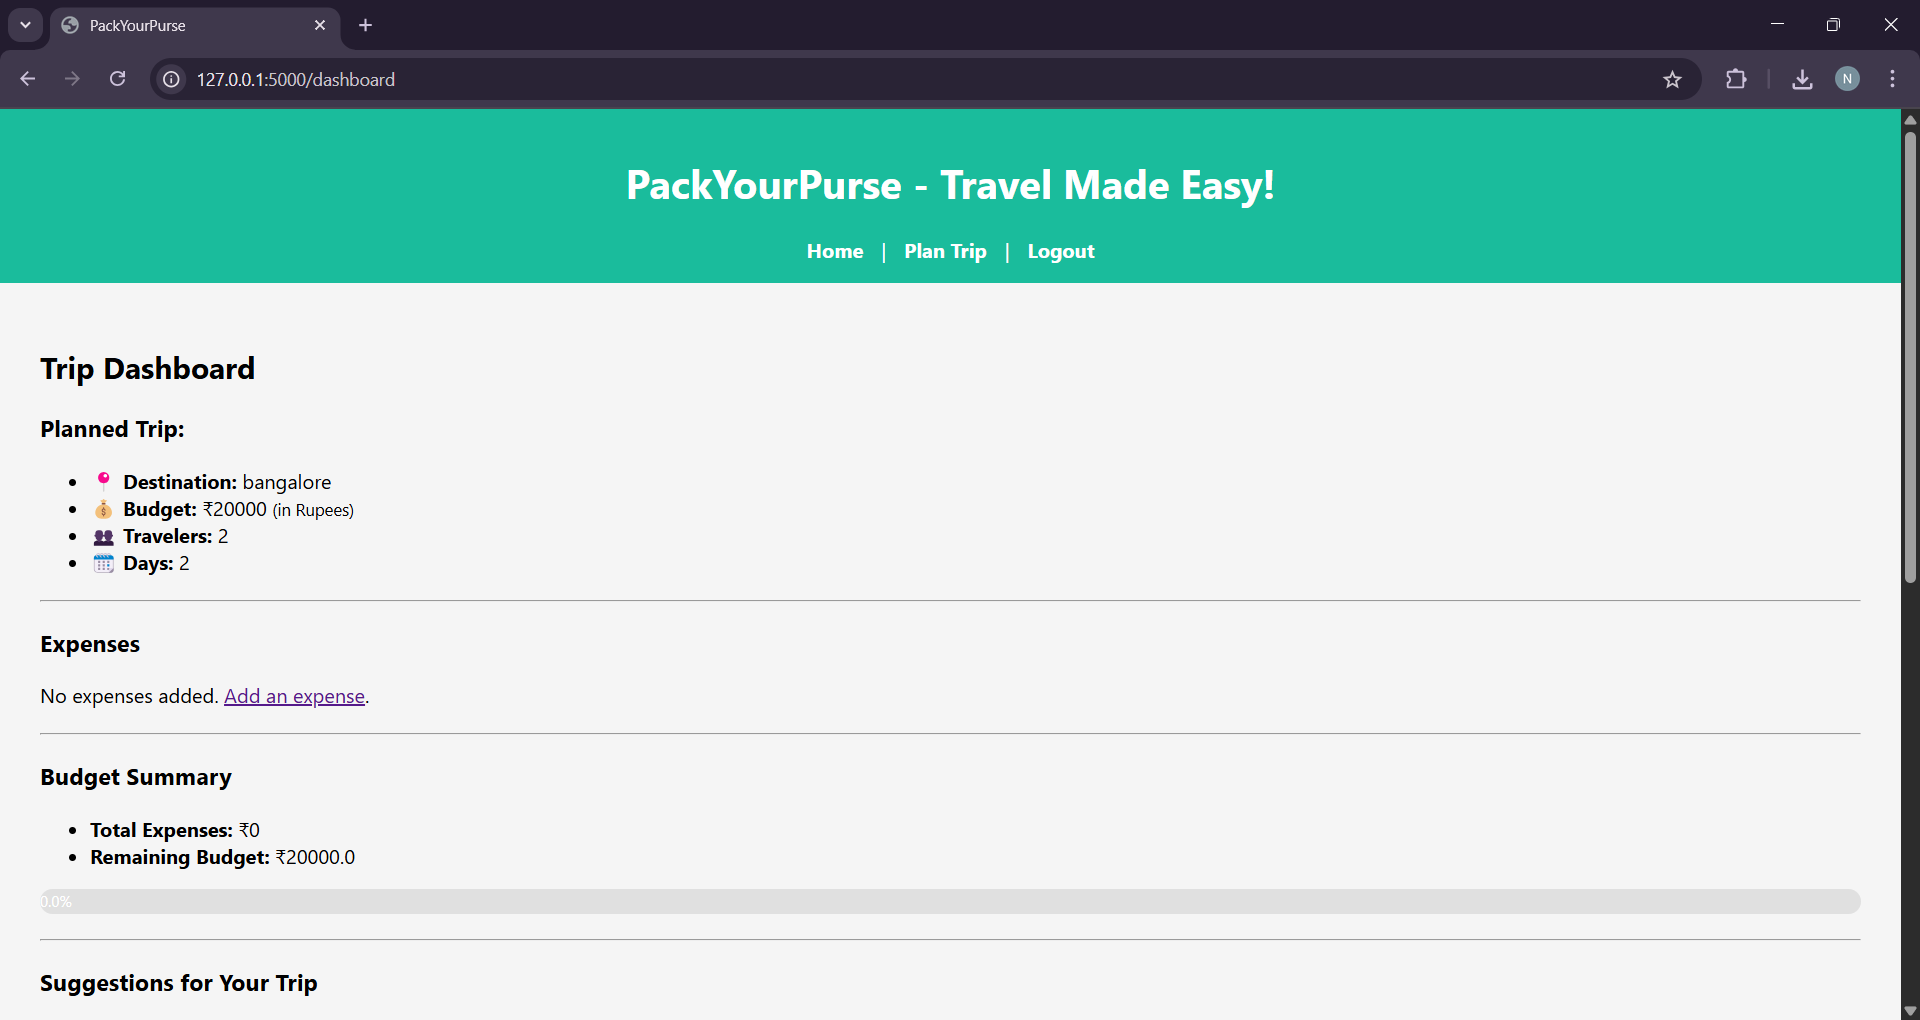 PackYourPurse
127.0.0.1:5000/dashboard
N
PackYourPurse - Travel Made Easy!
Home | Plan Trip | Logout
Trip Dashboard
Planned Trip:
Destination: bangalore
Budget: ₹20000 (in Rupees)
Travelers: 2
Days: 2
Expenses
No expenses added. Add an expense.
Budget Summary
Total Expenses: ₹0
Remaining Budget: ₹20000.0
0.0%
Suggestions for Your Trip